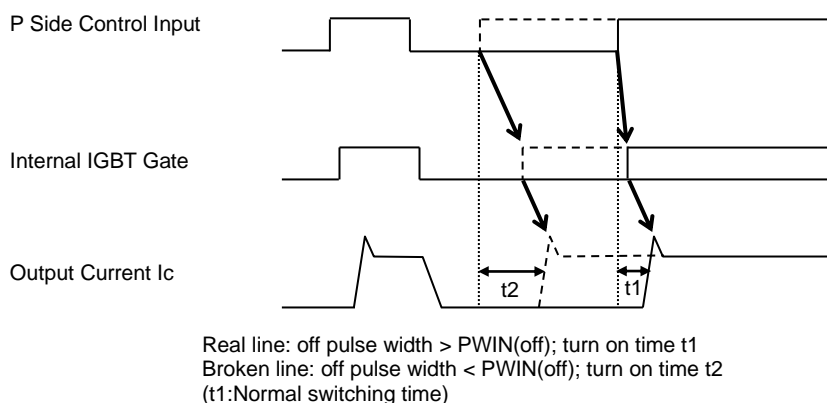 P Side Control Input
Internal IGBT Gate
Output Current Ic
t2
t1
Real line: off pulse width > PWIN(off); turn on time t1
Broken line: off pulse width < PWIN(off); turn on time t2
(t1:Normal switching time)